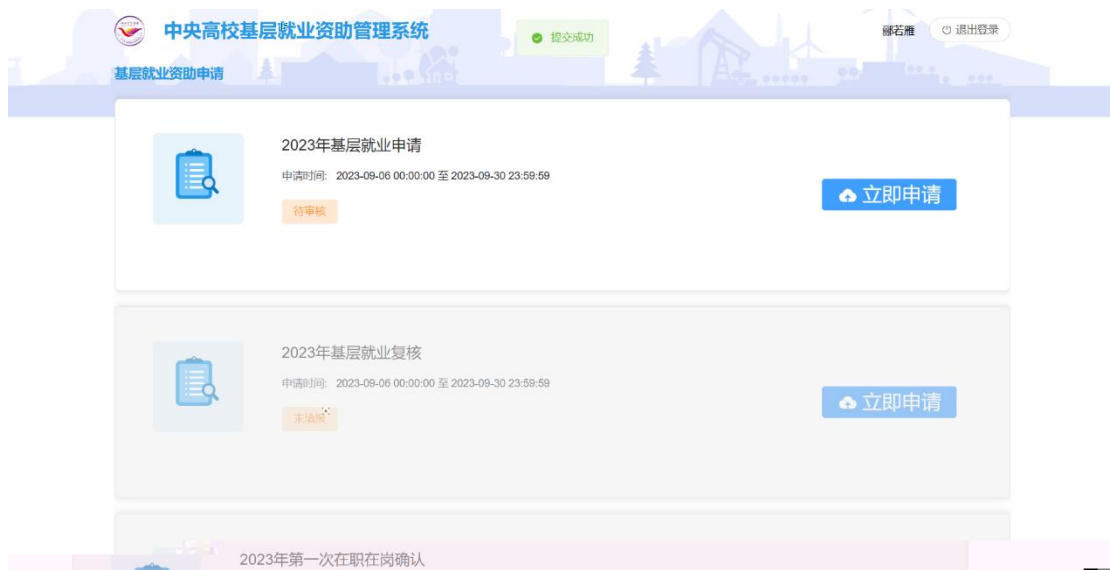 中央高校基层就业资助管理系统
提交成功
郦若雁
退出登录
基层就业资助申请
2023年基层就业申请
申请时间: 2023-09-06 00:00:00 至 2023-09-30 23:59:59
待审核
立即申请
2023年基层就业复核
申请时间: 2023-09-06 00:00:00 至 2023-09-30 23:59:59
未填报
立即申请
2023年第一次在职在岗确认